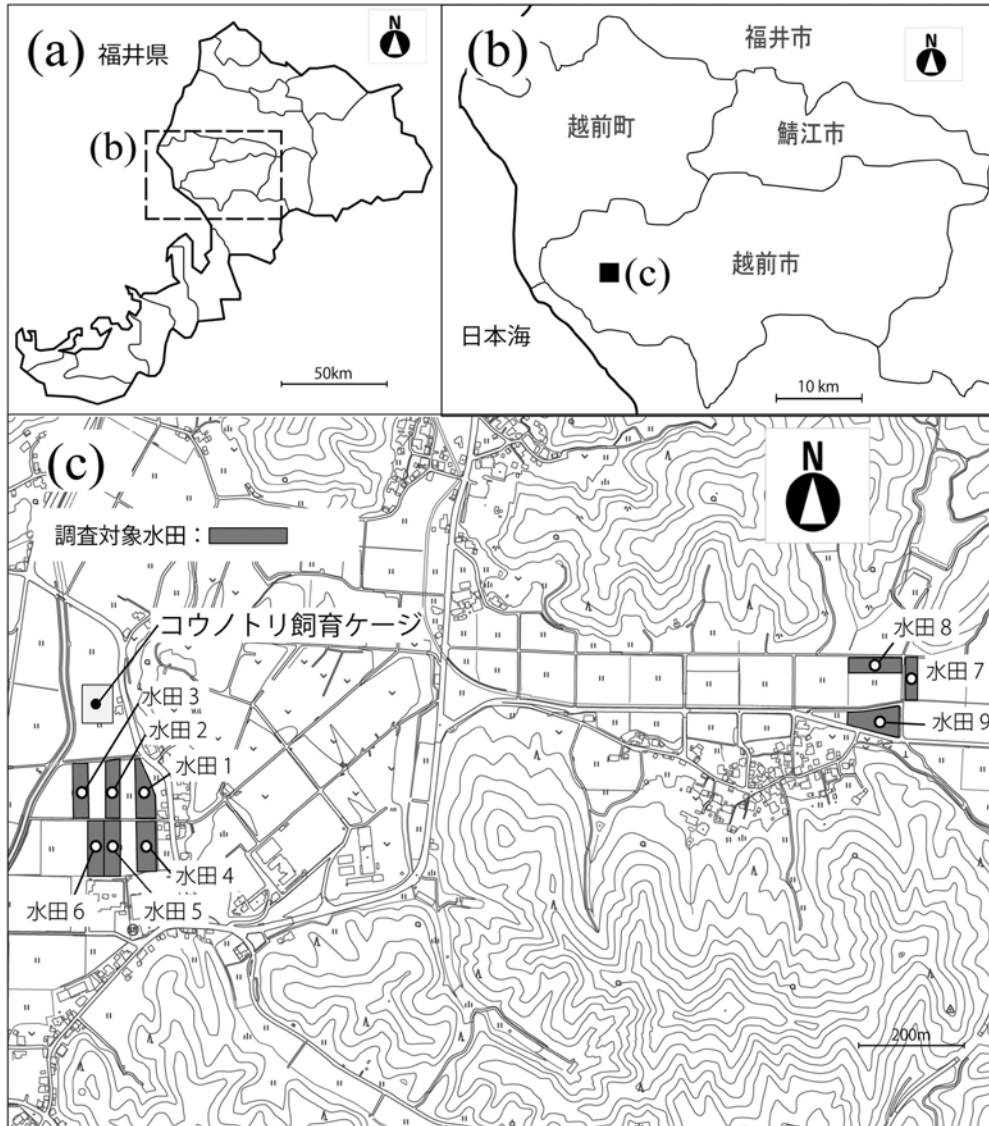 (a)
福井県
N
(b)
50km
(b)
福井市
N
越前町
鯖江市
越前市
(c)
日本海
10 km
(c)
N
調査対象水田：
コウノトリ飼育ケージ
水田 3
水田 2
水田 1
水田 4
水田 5
水田 6
水田 8
水田 7
水田 9
200m